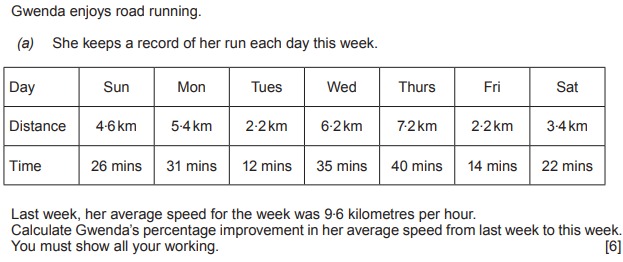 Gwenda enjoys road running.
(a) She keeps a record of her run each day this week.
Day Sun Mon Tues Wed Thurs Fri Sat
Distance 4·6 km 5·4 km 2·2 km 6·2 km 7·2 km 2·2 km 3·4 km
Time 26 mins 31 mins 12 mins 35 mins 40 mins 14 mins 22 mins
Last week, her average speed for the week was 9·6 kilometres per hour.
Calculate Gwenda's percentage improvement in her average speed from last week to this week.
You must show all your working. [6]